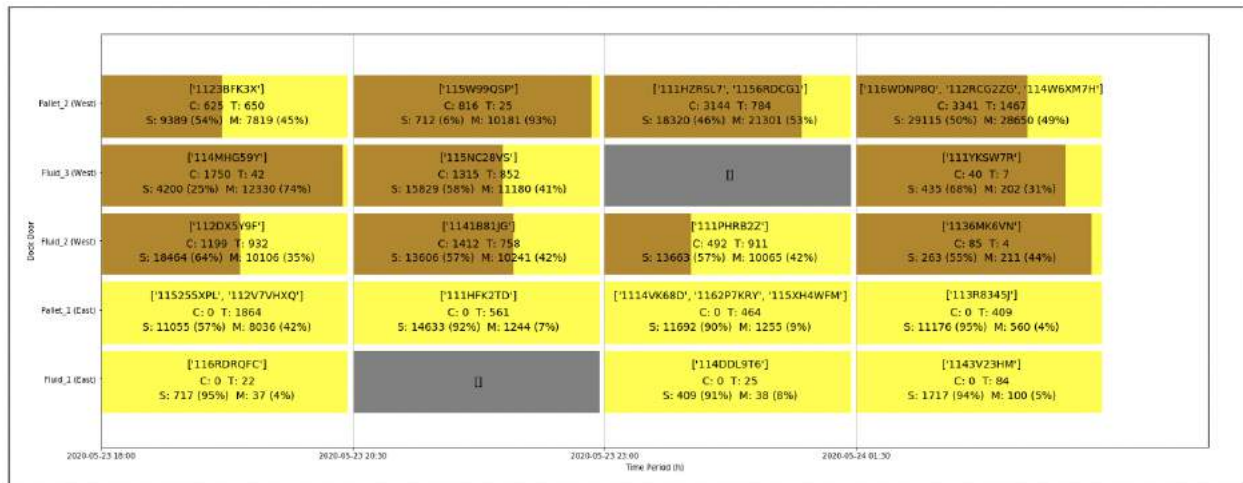 Pallet_2 (West)
['1123BFK3X']
C: 625 T: 650
S: 9389 (54%) M: 7819 (45%)
['115W99QSP']
C: 816 T: 25
S: 712 (6%) M: 10181 (93%)
['111HZRSL7', '1156RDCG1']
C: 3144 T: 784
S: 18320 (46%) M: 21301 (53%)
['116WDNP8Q', '112RCG2ZG', '114W6XM7H']
C: 3341 T: 1467
S: 29115 (50%) M: 28650 (49%)
Fluid_3 (West)
['114MHG59Y']
C: 1750 T: 42
S: 4200 (25%) M: 12330 (74%)
['115NC28VS']
C: 1315 T: 852
S: 15829 (58%) M: 11180 (41%)
[]
['111YKSW7R']
C: 40 T: 7
S: 435 (68%) M: 202 (31%)
Fluid_2 (West)
['112DX5Y9F']
C: 1199 T: 932
S: 18464 (64%) M: 10106 (35%)
['1141B81JG']
C: 1412 T: 758
S: 13606 (57%) M: 10241 (42%)
['111PHRB2Z']
C: 492 T: 911
S: 13663 (57%) M: 10065 (42%)
['1136MK6VN']
C: 85 T: 4
S: 263 (55%) M: 211 (44%)
Pallet_1 (East)
['115255XPL', '112V7VHXQ']
C: 0 T: 1864
S: 11055 (57%) M: 8036 (42%)
['111HFK2TD']
C: 0 T: 561
S: 14633 (92%) M: 1244 (7%)
['1114VK68D', '1162P7KRY', '115XH4WFM']
C: 0 T: 464
S: 11692 (90%) M: 1255 (9%)
['113R8345J']
C: 0 T: 409
S: 11176 (95%) M: 560 (4%)
Fluid_1 (East)
['116RDRQFC']
C: 0 T: 22
S: 717 (95%) M: 37 (4%)
[]
['114DDL9T6']
C: 0 T: 25
S: 409 (91%) M: 38 (8%)
['1143V23HM']
C: 0 T: 84
S: 1717 (94%) M: 100 (5%)
Dock Door
2020-05-23 18:00
2020-05-23 20:30
2020-05-23 23:00
2020-05-24 01:30
Time Period (h)